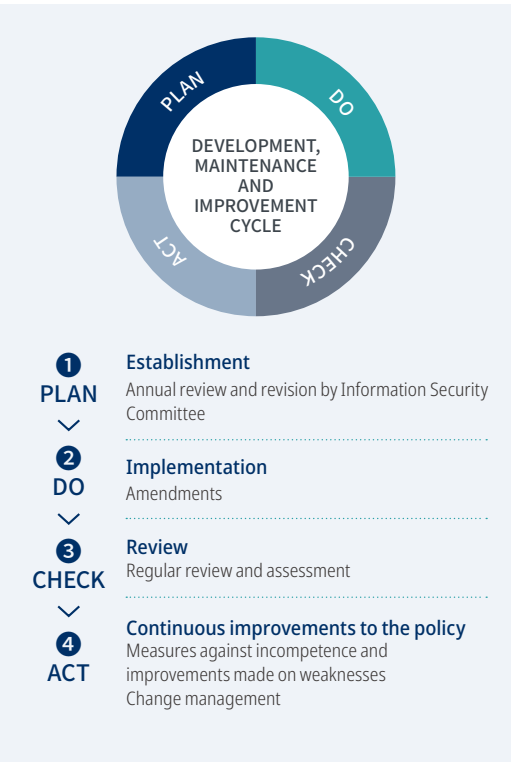 PLAN
DO
DEVELOPMENT,
MAINTENANCE
AND
IMPROVEMENT
CYCLE
ACT
CHECK
1
PLAN
Establishment
Annual review and revision by Information Security
Committee
2
DO
Implementation
Amendments
3
CHECK
Review
Regular review and assessment
4
ACT
Continuous improvements to the policy
Measures against incompetence and
improvements made on weaknesses
Change management